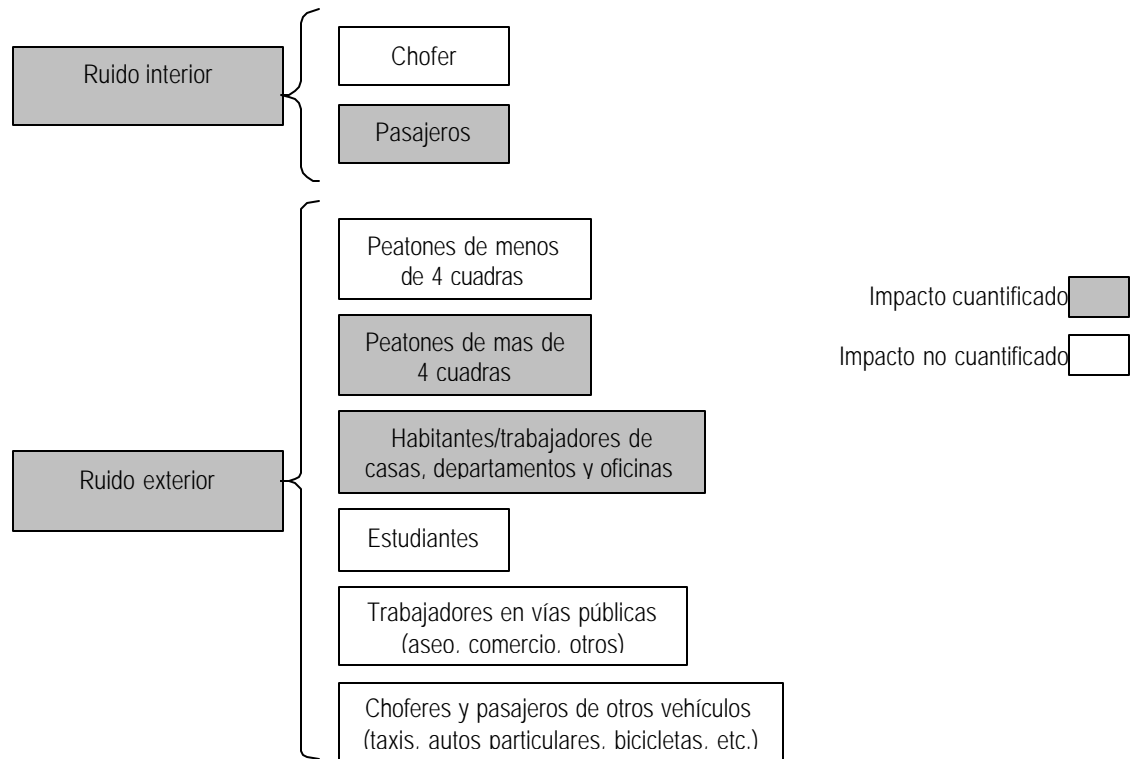 Ruido interior
Chofer
Pasajeros
Peatones de menos
de 4 cuadras
Peatones de mas de
4 cuadras
Habitantes/trabajadores de
casas, departamentos y oficinas
Ruido exterior
Estudiantes
Trabajadores en vías públicas
(aseo, comercio, otros)
Choferes y pasajeros de otros vehículos
(taxis, autos particulares, bicicletas, etc.)
Impacto cuantificado
Impacto no cuantificado